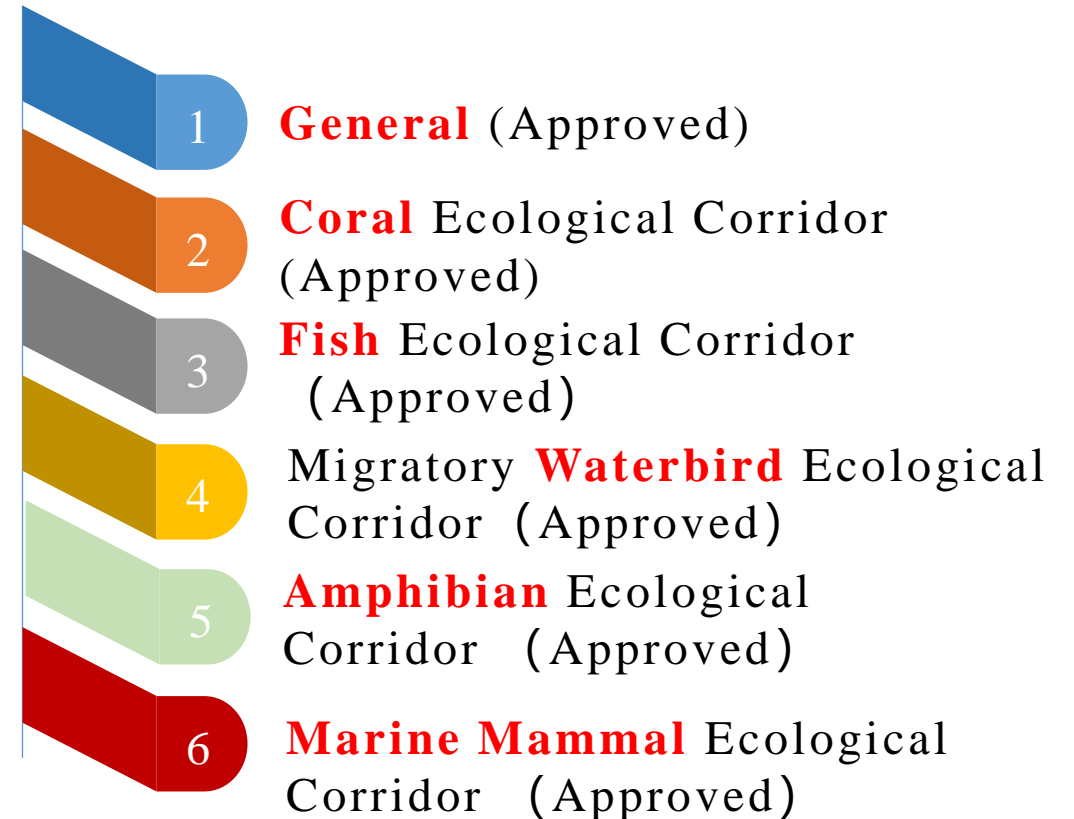 1 General (Approved)
2 Coral Ecological Corridor
(Approved)
3 Fish Ecological Corridor
(Approved)
4 Migratory Waterbird Ecological
Corridor (Approved)
5 Amphibian Ecological
Corridor (Approved)
6 Marine Mammal Ecological
Corridor (Approved)